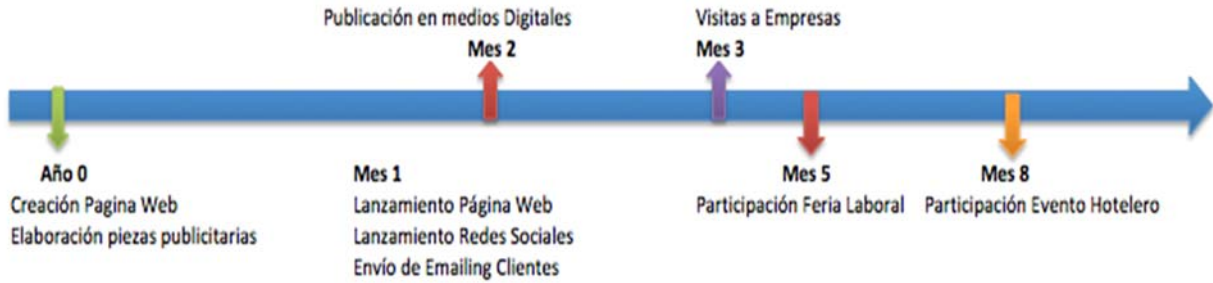 Publicación en medios Digitales
Mes 2
Visitas a Empresas
Mes 3
Año 0
Creación Pagina Web
Elaboración piezas publicitarias
Mes 1
Lanzamiento Página Web
Lanzamiento Redes Sociales
Envío de Emailing Clientes
Mes 5
Participación Feria Laboral
Mes 8
Participación Evento Hotelero